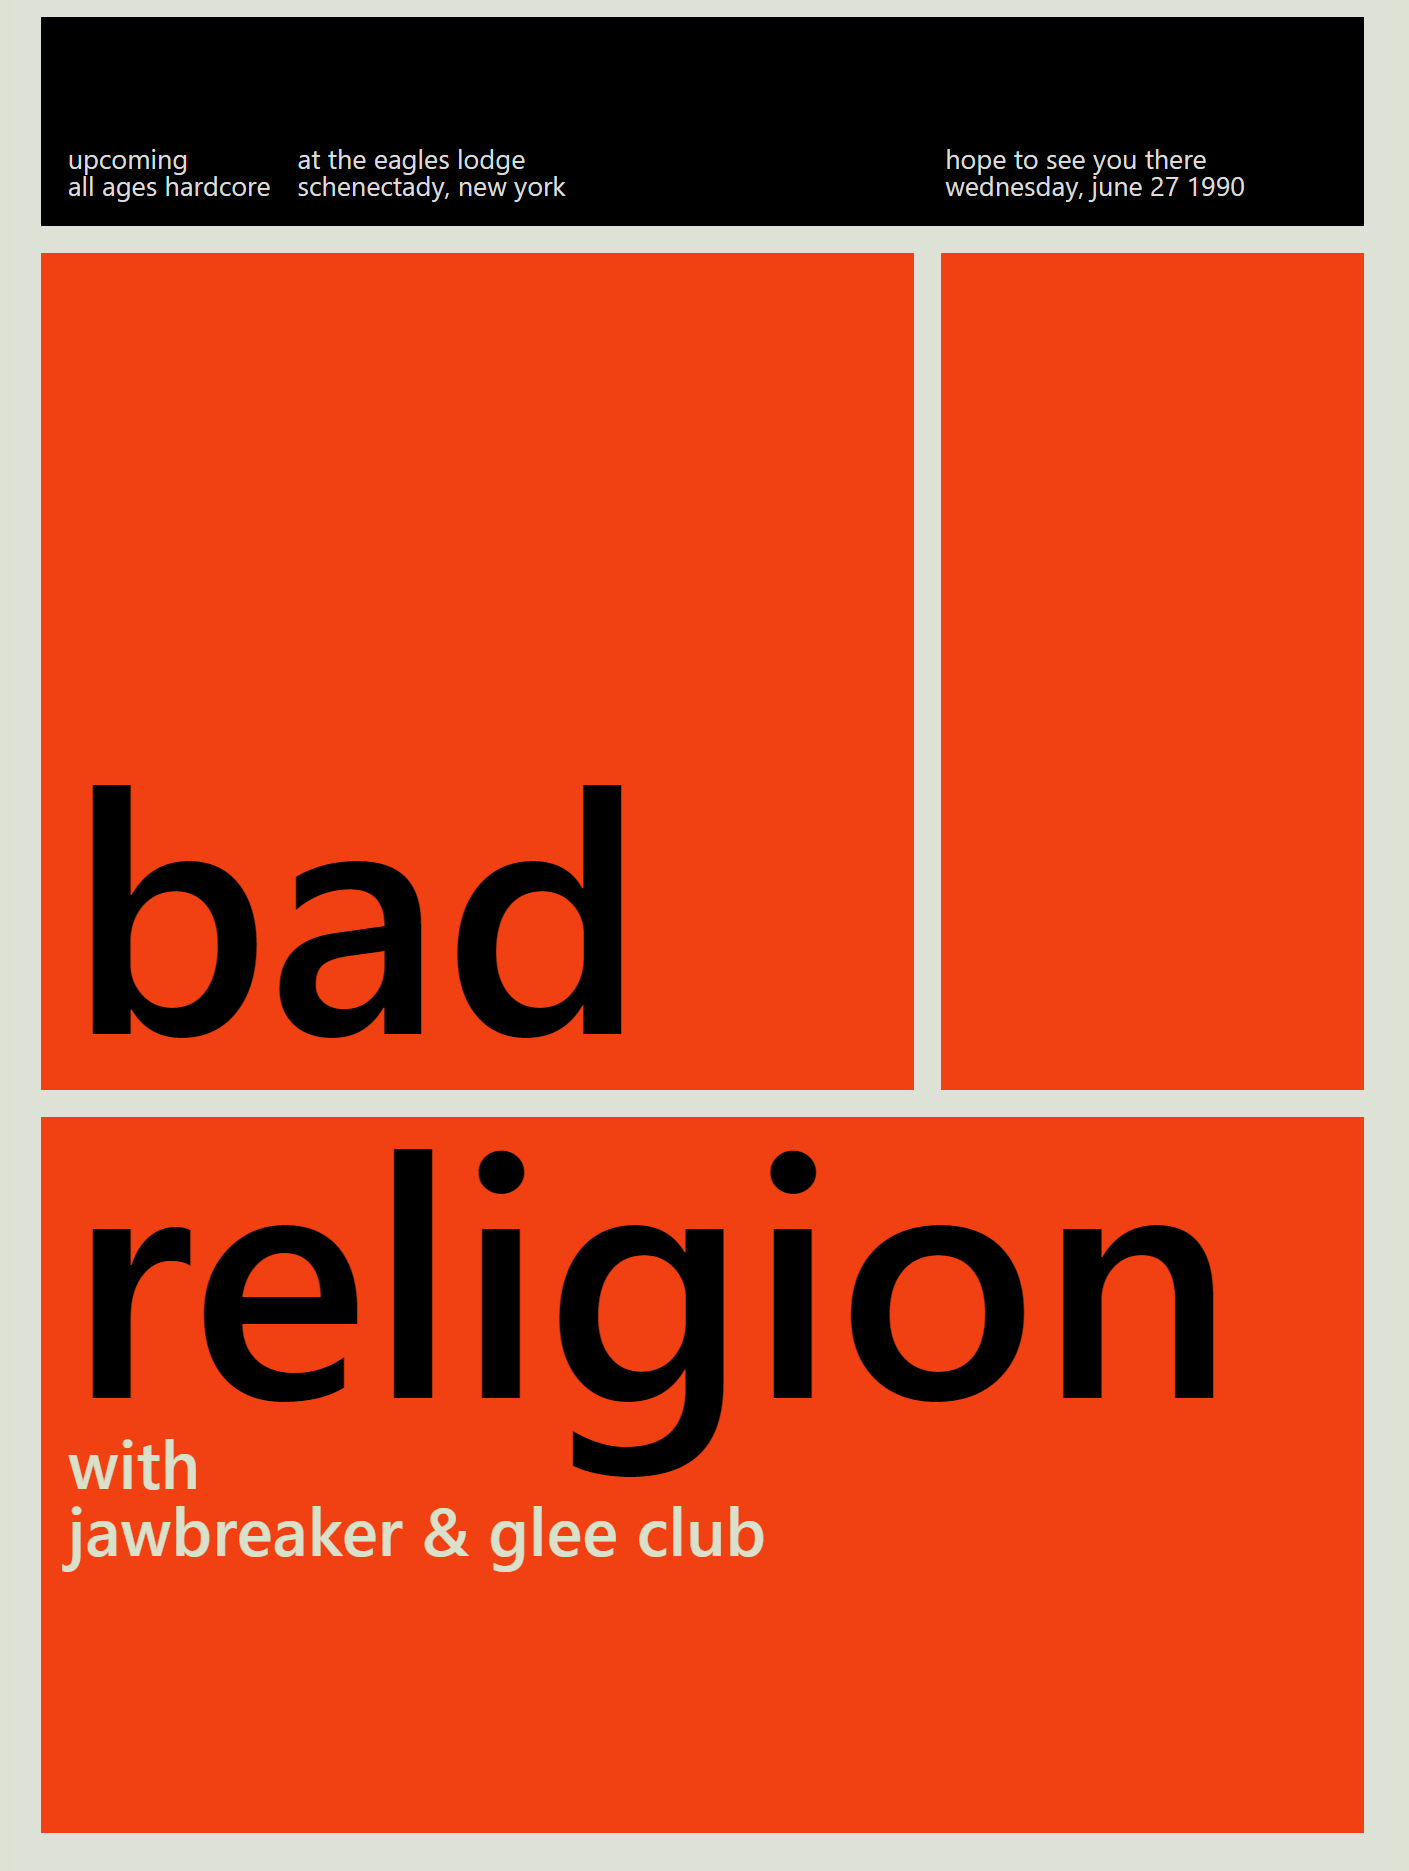 upcoming
all ages hardcore
at the eagles lodge
schenectady, new york
hope to see you there
wednesday, june 27 1990
bad
religion
with
jawbreaker & glee club